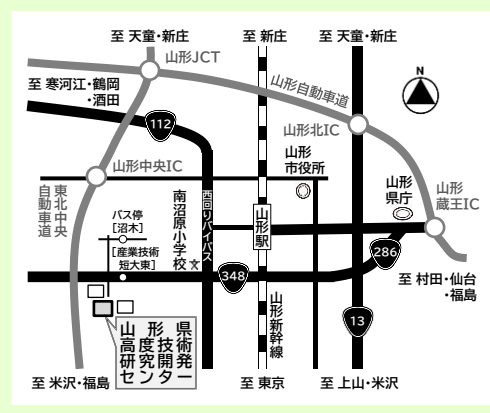 至 天童・新庄
至 新庄
至 天童・新庄
山形JCT
至 寒河江・鶴岡
・酒田
山形自動車道
N
112
山形北IC
山形
市役所
山形中央IC
東北中央
自動車道
南沼原小学校
西回りバイパス
山形
県庁
山形
蔵王IC
バス停
[沼木]
[産業技術
短大東]
山形駅
286
348
至 村田・仙台
・福島
山形新幹線
13
山形県
高度技術
研究開発
センター
至 米沢・福島
至 東京
至 上山・米沢